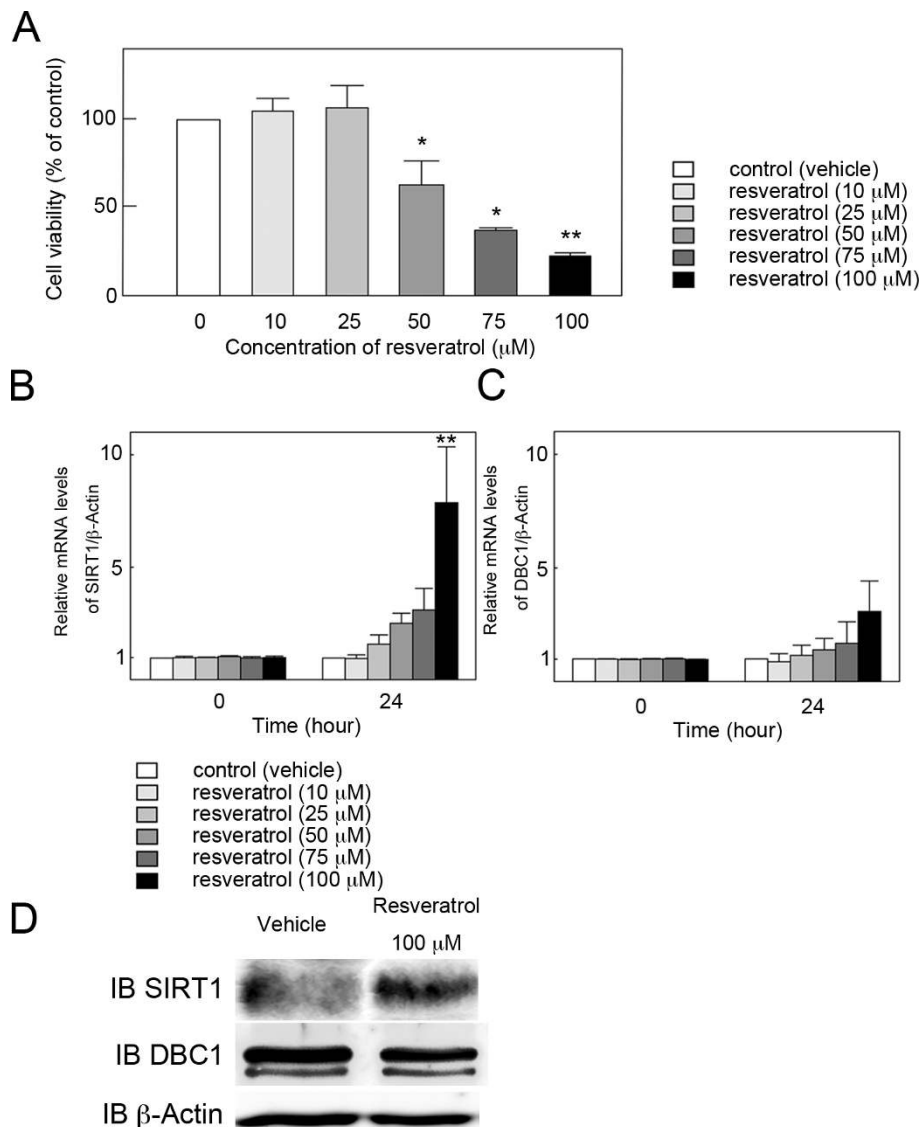 A
Cell viability (% of control)
100
50
0
*
*
**
0 10 25 50 75 100
Concentration of resveratrol (μM)
control (vehicle)
resveratrol (10 μM)
resveratrol (25 μM)
resveratrol (50 μM)
resveratrol (75 μM)
resveratrol (100 μM)
B
Relative mRNA levels
of SIRT1/β-Actin
10
5
1
**
0 24
Time (hour)
C
Relative mRNA levels
of DBC1/β-Actin
10
5
1
0 24
Time (hour)
control (vehicle)
resveratrol (10 μM)
resveratrol (25 μM)
resveratrol (50 μM)
resveratrol (75 μM)
resveratrol (100 μM)
D
Vehicle
Resveratrol
100 μM
IB SIRT1
IB DBC1
IB β-Actin